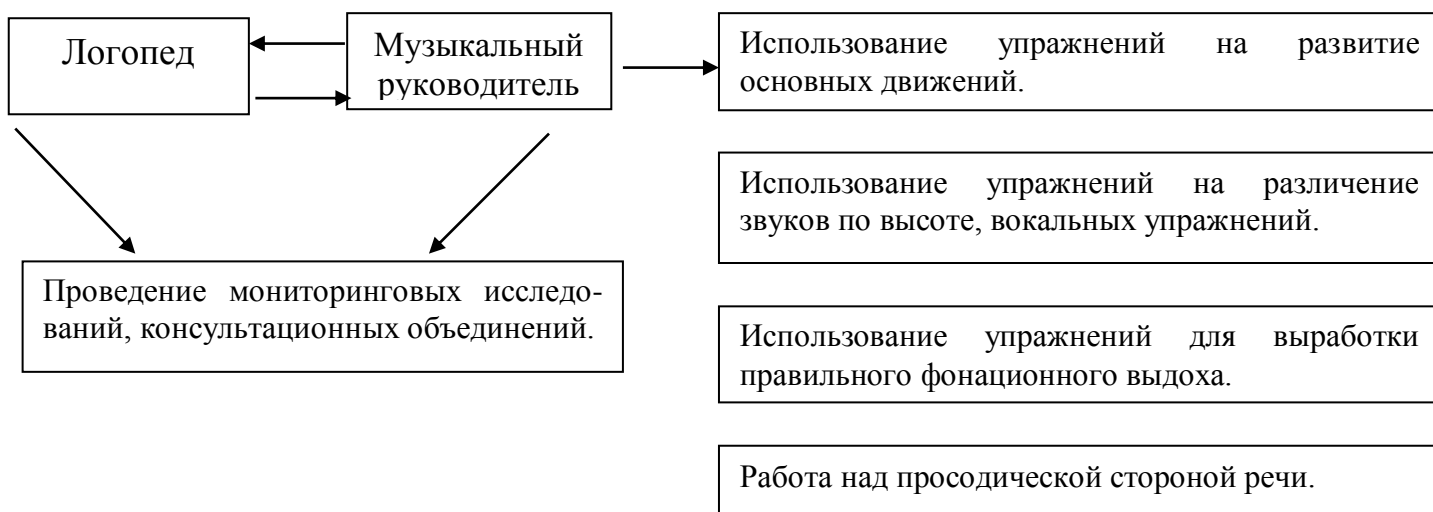 Логопед
Музыкальный
руководитель
Использование упражнений на развитие
основных движений.
Использование упражнений на различение
звуков по высоте, вокальных упражнений.
Проведение мониторинговых исследо-
ваний, консультационных объединений.
Использование упражнений для выработки
правильного фонационного выдоха.
Работа над просодической стороной речи.